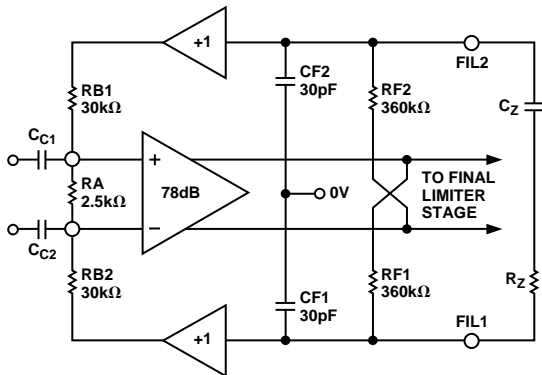 +1
FIL2
RB1
30kΩ
CF2
30pF
RF2
360kΩ
CZ
CC1
+
RA
2.5kΩ
78dB
0V
TO FINAL
LIMITER
STAGE
CC2
−
RB2
30kΩ
CF1
30pF
RF1
360kΩ
RZ
+1
FIL1